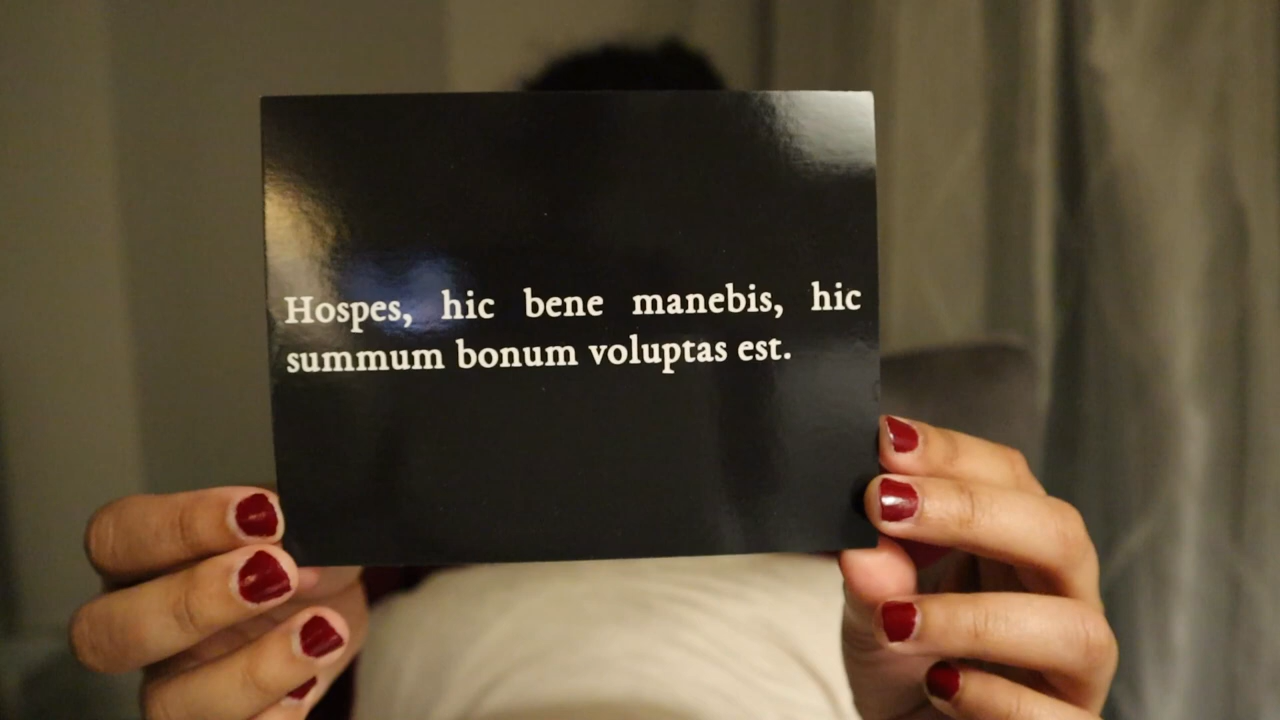 Hospes, hic bene manebis, hic
summum bonum voluptas est.